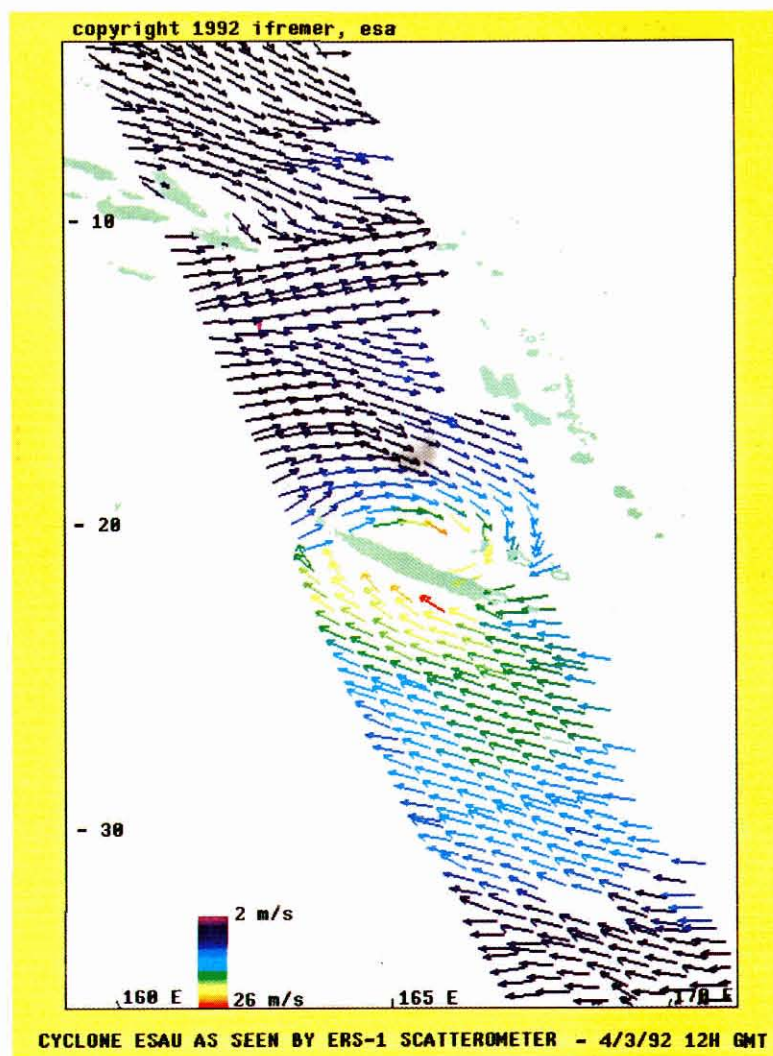 copyright 1992 ifremer, esa
- 10
- 20
- 30
2 m/s
26 m/s
160 E
165 E
170 E
CYCLONE ESAU AS SEEN BY ERS-1 SCATTEROMETER - 4/3/92 12H GMT